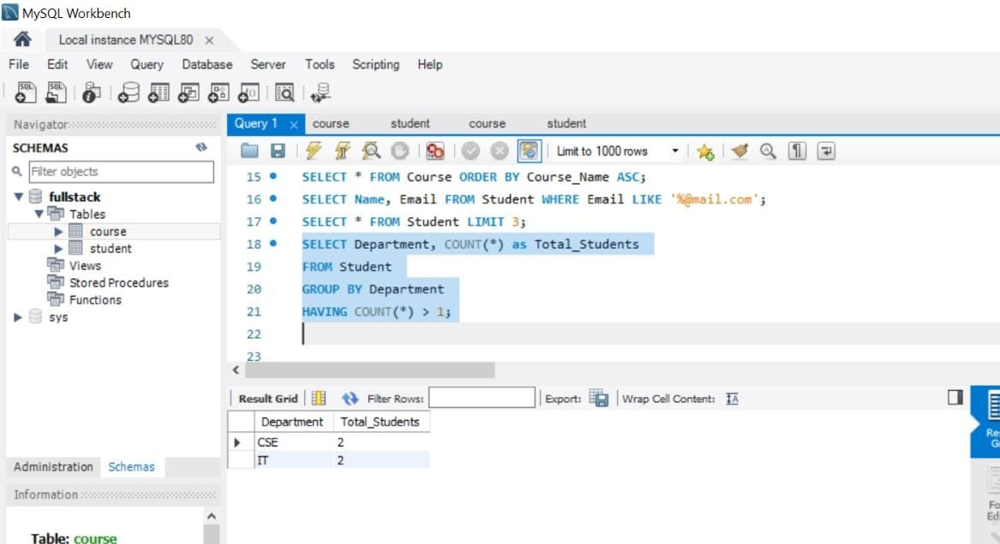 MySQL Workbench
Local instance MYSQL80
File Edit View Query Database Server Tools Scripting Help
Navigator
SCHEMAS
Filter objects
fullstack
Tables
course
student
Views
Stored Procedures
Functions
sys
Administration Schemas
Information
Table: course
Query 1 course student course student
Limit to 1000 rows
15 SELECT * FROM Course ORDER BY Course_Name ASC;
16 SELECT Name, Email FROM Student WHERE Email LIKE '%@mail.com';
17 SELECT * FROM Student LIMIT 3;
18 SELECT Department, COUNT(*) as Total_Students
19 FROM Student
20 GROUP BY Department
21 HAVING COUNT(*) > 1;
22
23
Result Grid Filter Rows: Export: Wrap Cell Content:
Department Total_Students
CSE 2
IT 2